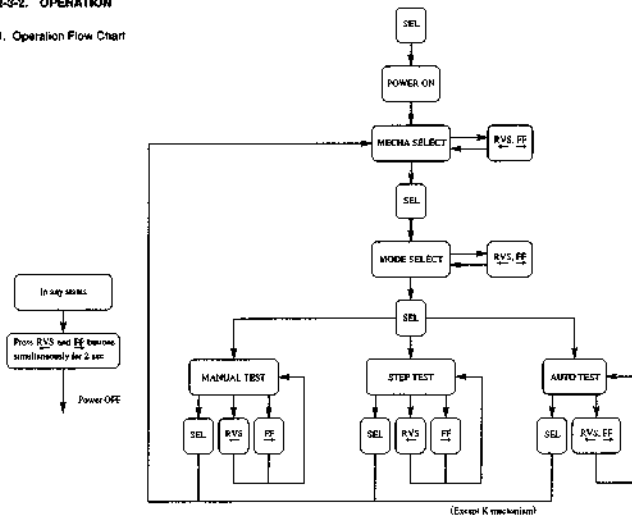 -3-2. OPERATION
. Operation Flow Chart
SEL
POWER ON
MECHA SELECT
RVS, FF
SEL
MODE SELECT
RVS, FF
SEL
In any status
Press RVS and FF buttons
simultaneously for 2 sec
Power OFF
MANUAL TEST
STEP TEST
AUTO TEST
SEL
RVS
FF
SEL
RVS
FF
SEL
RVS, FF
(Except K mechanism)